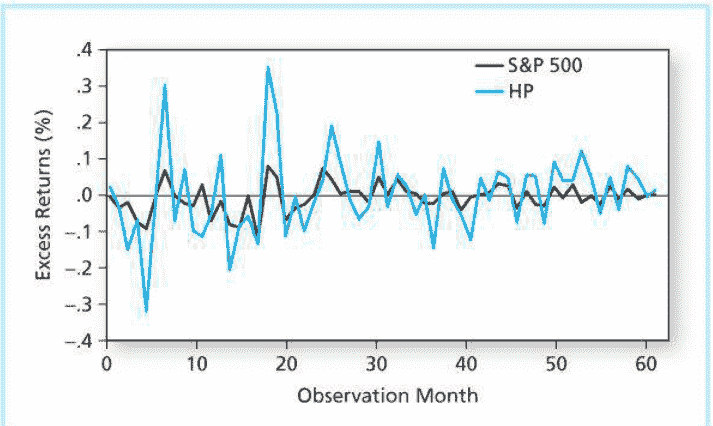 .4
.3
.2
.1
.0
–.1
–.2
–.3
–.4
Excess Returns (%)
S&P 500
HP
0 10 20 30 40 50 60
Observation Month